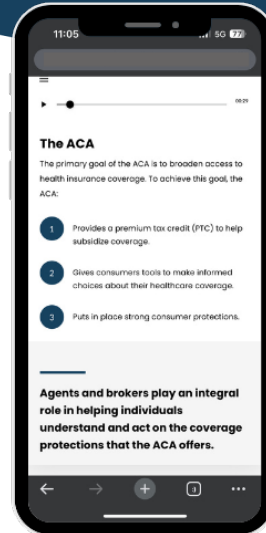 11:05
5G 77
00:29
The ACA
The primary goal of the ACA is to broaden access to
health insurance coverage. To achieve this goal, the
ACA:
1 Provides a premium tax credit (PTC) to help
subsidize coverage.
2 Gives consumers tools to make informed
choices about their healthcare coverage.
3 Puts in place strong consumer protections.
Agents and brokers play an integral
role in helping individuals
understand and act on the coverage
protections that the ACA offers.
:)